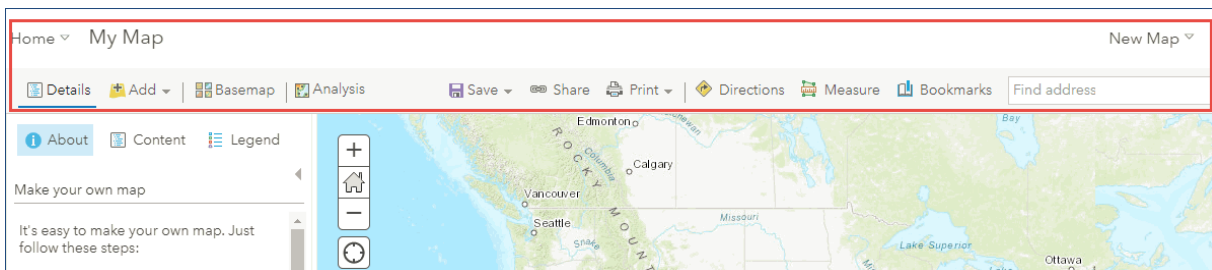 Home My Map New Map
Details Add Basemap Analysis Save Share Print Directions Measure Bookmarks Find address
About Content Legend
Make your own map
It's easy to make your own map. Just
follow these steps:
Edmonton
Bay
ROCKY MOUNT
Columbia
Calgary
Vancouver
Seattle
Missouri
Snake
Lake Superior
Ottawa